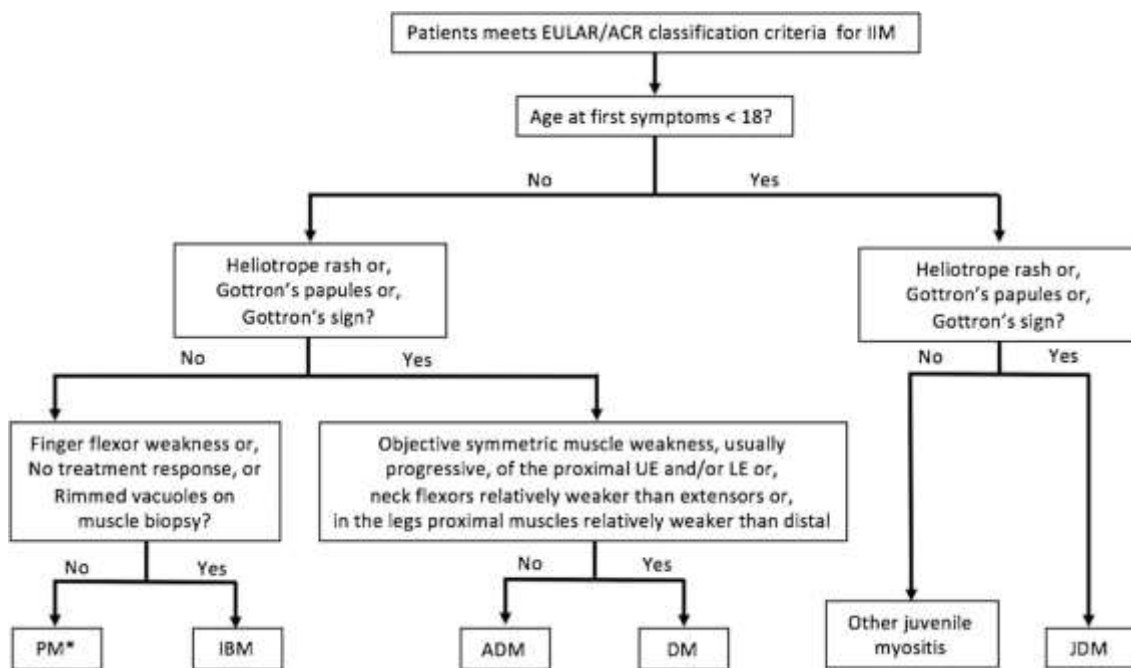 Patients meets EULAR/ACR classification criteria for IIM
Age at first symptoms < 18?
No
Yes
Heliotrope rash or,
Gottron's papules or,
Gottron's sign?
Heliotrope rash or,
Gottron's papules or,
Gottron's sign?
No
Yes
No
Yes
Finger flexor weakness or,
No treatment response, or
Rimmed vacuoles on
muscle biopsy?
Objective symmetric muscle weakness, usually
progressive, of the proximal UE and/or LE or,
neck flexors relatively weaker than extensors or,
in the legs proximal muscles relatively weaker than distal
No
Yes
No
Yes
PM*
IBM
ADM
DM
Other juvenile
myositis
JDM